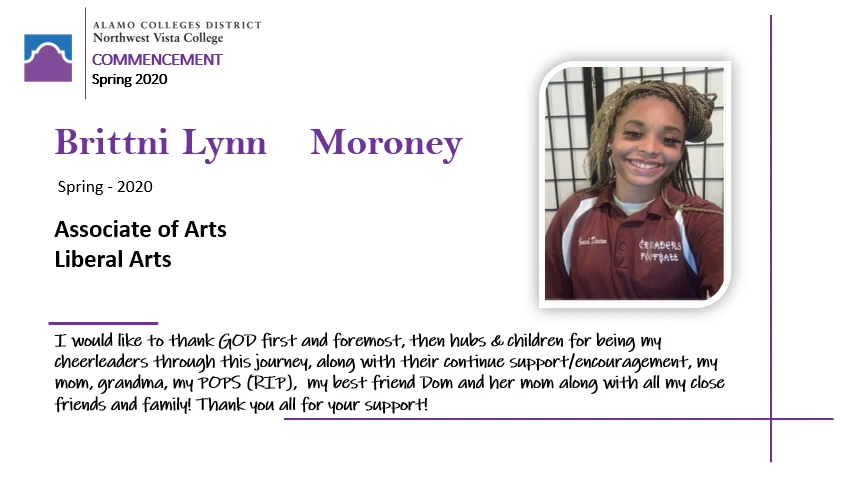 ALAMO COLLEGES DISTRICT
Northwest Vista College
COMMENCEMENT
Spring 2020
Brittni Lynn Moroney
Spring - 2020
Associate of Arts
Liberal Arts
CRUSADERS
FOOTBALL
I would like to thank GOD first and foremost, then hubs & children for being my
cheerleaders through this journey, along with their continue support/encouragement, my
mom, grandma, my POPS (RIP), my best friend Dom and her mom along with all my close
friends and family! Thank you all for your support!